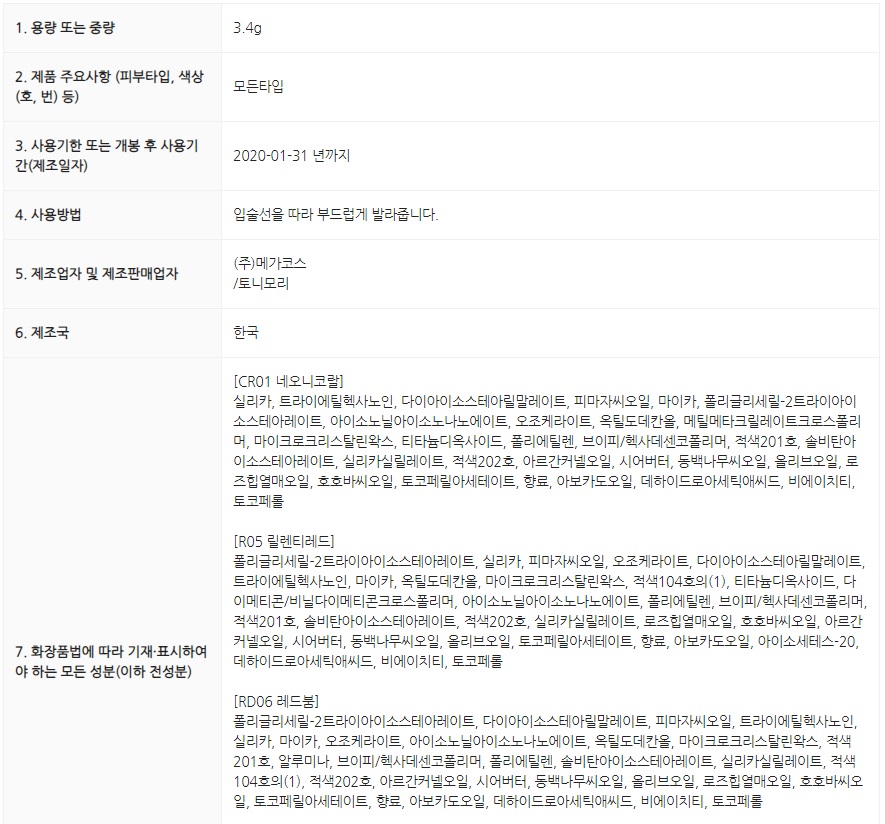 1. 용량 또는 중량
3.4g
2. 제품 주요사항 (피부타입, 색상
(호, 번) 등)
모든타입
3. 사용기한 또는 개봉 후 사용기
간(제조일자)
2020-01-31 년까지
4. 사용방법
입술선을 따라 부드럽게 발라줍니다.
5. 제조업자 및 제조판매업자
(주)메가코스
/토니모리
6. 제조국
한국
7. 화장품법에 따라 기재·표시하여
야 하는 모든 성분(이하 전성분)
[CR01 네오니코랄]
실리카, 트라이에틸헥사노인, 다이아이소스테아릴말레이트, 피마자씨오일, 마이카, 폴리글리세릴-2트라이아이
소스테아레이트, 아이소노닐아이소노나노에이트, 오조케라이트, 옥틸도데칸올, 메틸메타크릴레이트크로스폴리
머, 마이크로크리스탈린왁스, 티타늄디옥사이드, 폴리에틸렌, 브이피/헥사데센코폴리머, 적색201호, 솔비탄아
이소스테아레이트, 실리카실릴레이트, 적색202호, 아르간커넬오일, 시어버터, 동백나무씨오일, 올리브오일, 로
즈힙열매오일, 호호바씨오일, 토코페릴아세테이트, 향료, 아보카도오일, 데하이드로아세틱애씨드, 비에이치티,
토코페롤
[R05 릴렌티레드]
폴리글리세릴-2트라이아이소스테아레이트, 실리카, 피마자씨오일, 오조케라이트, 다이아이소스테아릴말레이트,
트라이에틸헥사노인, 마이카, 옥틸도데칸올, 마이크로크리스탈린왁스, 적색104호의(1), 티타늄디옥사이드, 다
이메티콘/비닐다이메티콘크로스폴리머, 아이소노닐아이소노나노에이트, 폴리에틸렌, 브이피/헥사데센코폴리머,
적색201호, 솔비탄아이소스테아레이트, 적색202호, 실리카실릴레이트, 로즈힙열매오일, 호호바씨오일, 아르간
커넬오일, 시어버터, 동백나무씨오일, 올리브오일, 토코페릴아세테이트, 향료, 아보카도오일, 아이소세테스-20,
데하이드로아세틱애씨드, 비에이치티, 토코페롤
[RD06 레드붐]
폴리글리세릴-2트라이아이소스테아레이트, 다이아이소스테아릴말레이트, 피마자씨오일, 트라이에틸헥사노인,
실리카, 마이카, 오조케라이트, 아이소노닐아이소노나노에이트, 옥틸도데칸올, 마이크로크리스탈린왁스, 적색
201호, 알루미나, 브이피/헥사데센코폴리머, 폴리에틸렌, 솔비탄아이소스테아레이트, 실리카실릴레이트, 적색
104호의(1), 적색202호, 아르간커넬오일, 시어버터, 동백나무씨오일, 올리브오일, 로즈힙열매오일, 호호바씨오
일, 토코페릴아세테이트, 향료, 아보카도오일, 데하이드로아세틱애씨드, 비에이치티, 토코페롤